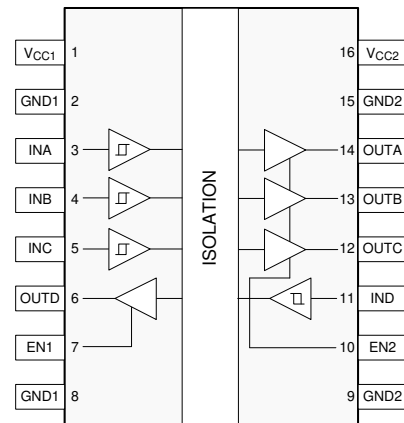 VCC1 1 16 VCC2
GND1 2 15 GND2
INA 3 14 OUTA
INB 4 13 OUTB
INC 5 12 OUTC
OUTD 6 11 IND
EN1 7 10 EN2
GND1 8 9 GND2
ISOLATION